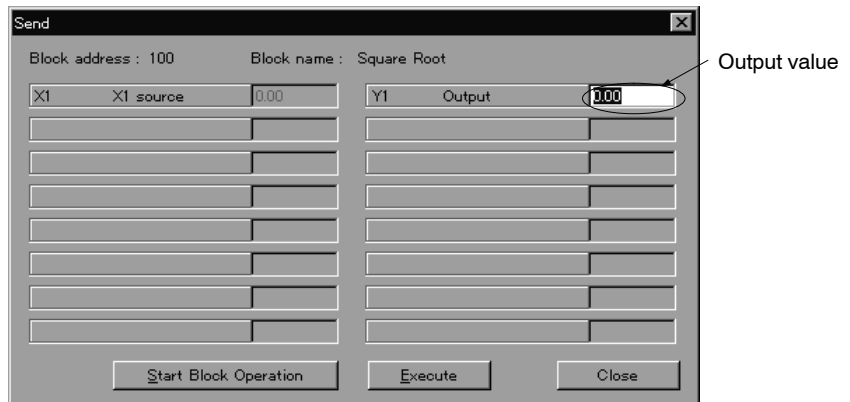 Send
Block address : 100 Block name : Square Root
Output value
X1 X1 source 0.00 Y1 Output 0.00
Start Block Operation Execute Close